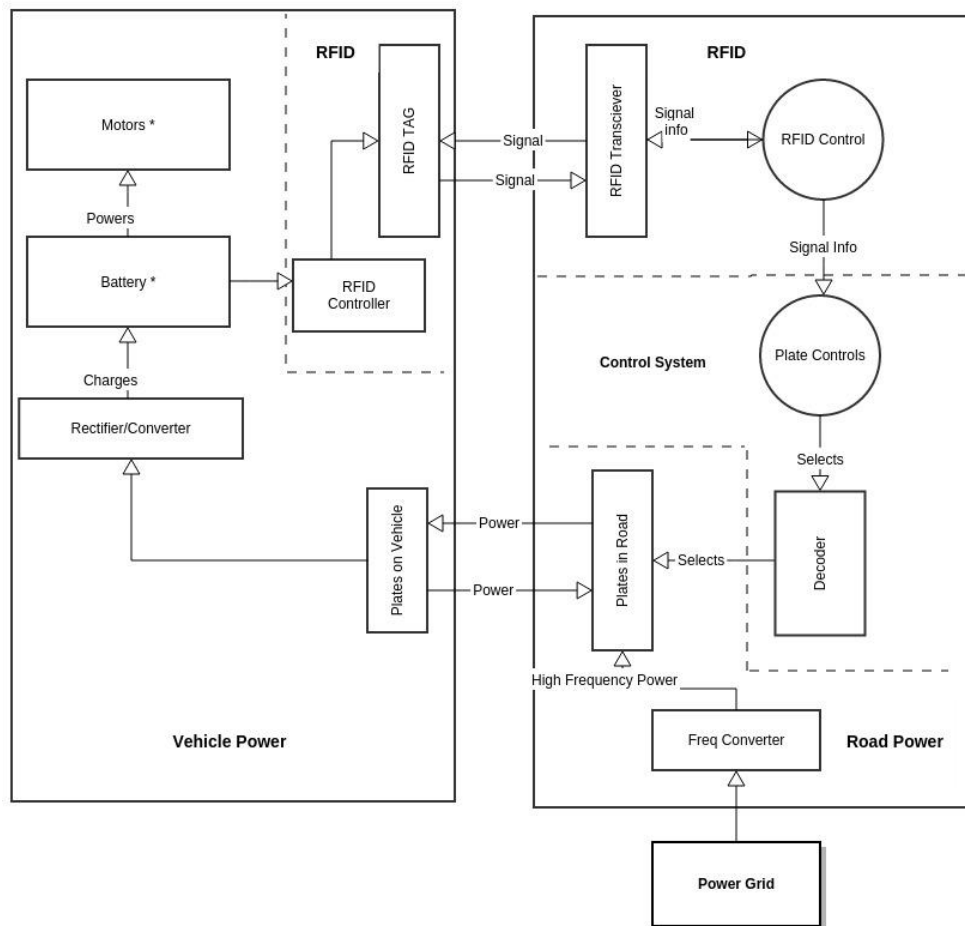 RFID
RFID
Motors *
RFID TAG
Signal
Signal
RFID Transciever
Signal
info
RFID Control
Powers
Signal Info
Battery *
RFID
Controller
Control System
Plate Controls
Charges
Rectifier/Converter
Selects
Plates on Vehicle
Power
Power
Plates in Road
Selects
Decoder
High Frequency Power
Vehicle Power
Freq Converter
Road Power
Power Grid